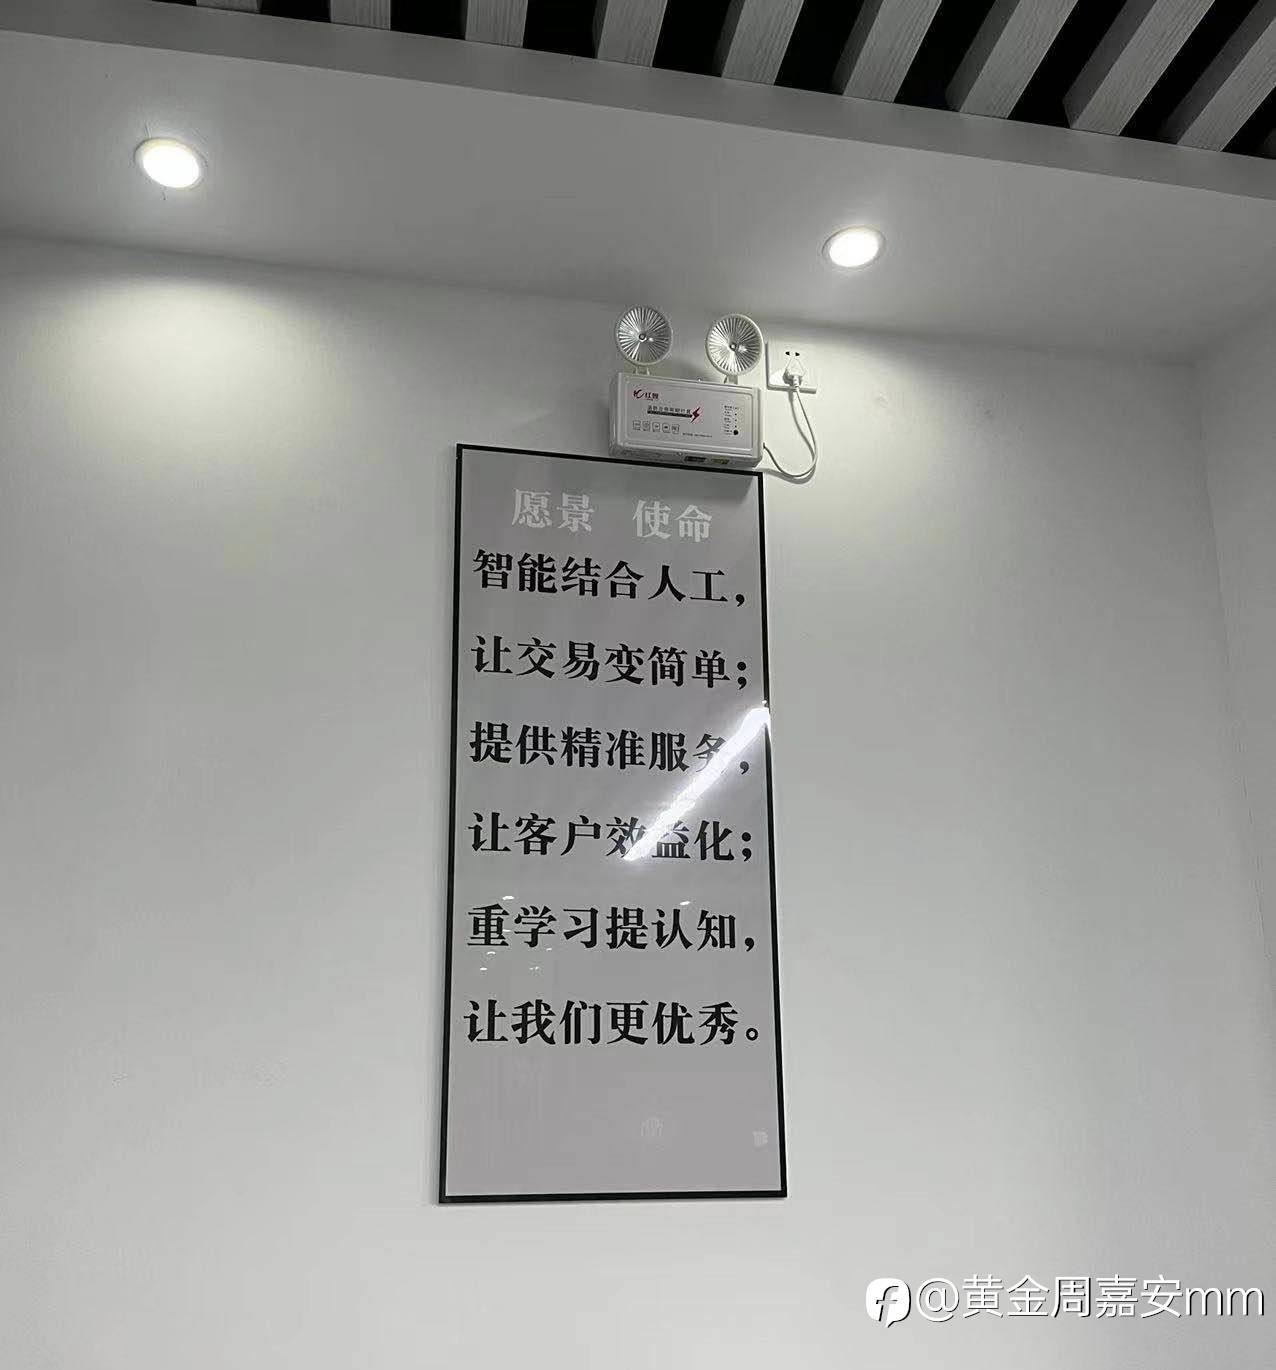 红辉
愿景 使命
智能结合人工，
让交易变简单；
提供精准服务，
让客户效益化；
重学习提认知，
让我们更优秀。
@黄金周嘉安mm